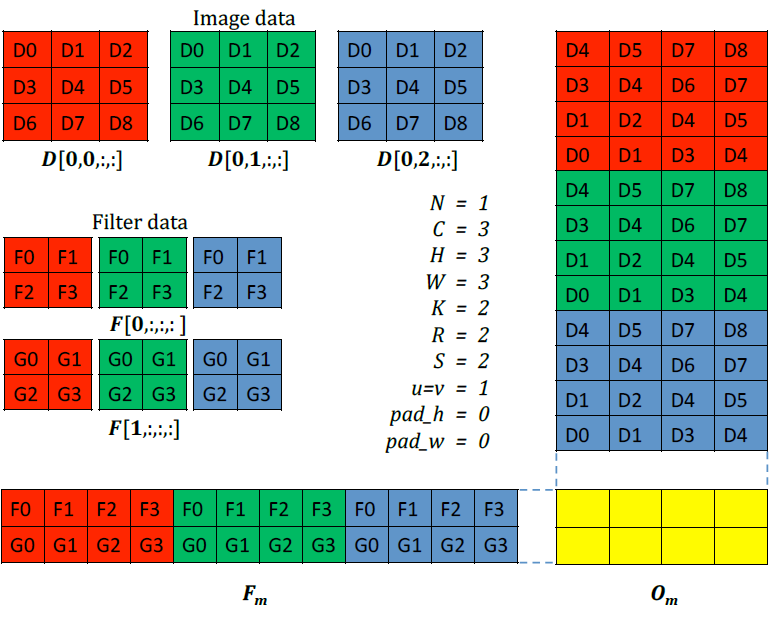 Image data
D0 D1 D2 D0 D1 D2 D0 D1 D2
D3 D4 D5 D3 D4 D5 D3 D4 D5
D6 D7 D8 D6 D7 D8 D6 D7 D8
D[0,0,:,:] D[0,1,:,:] D[0,2,:,:]
Filter data
F0 F1 F0 F1 F0 F1
F2 F3 F2 F3 F2 F3
F[0,:,:,: ]
G0 G1 G0 G1 G0 G1
G2 G3 G2 G3 G2 G3
F[1,:,:,:]
N = 1
C = 3
H = 3
W = 3
K = 2
R = 2
S = 2
u=v = 1
pad_h = 0
pad_w = 0
D4 D5 D7 D8
D3 D4 D6 D7
D1 D2 D4 D5
D0 D1 D3 D4
D4 D5 D7 D8
D3 D4 D6 D7
D1 D2 D4 D5
D0 D1 D3 D4
D4 D5 D7 D8
D3 D4 D6 D7
D1 D2 D4 D5
D0 D1 D3 D4
F0 F1 F2 F3 F0 F1 F2 F3 F0 F1 F2 F3
G0 G1 G2 G3 G0 G1 G2 G3 G0 G1 G2 G3
Fm Om